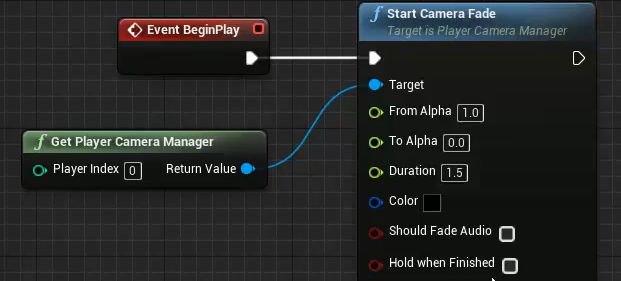 Event BeginPlay
Start Camera Fade
Target is Player Camera Manager
Target
From Alpha 1.0
To Alpha 0.0
Duration 1.5
Color
Should Fade Audio
Hold when Finished
Get Player Camera Manager
Player Index 0 Return Value